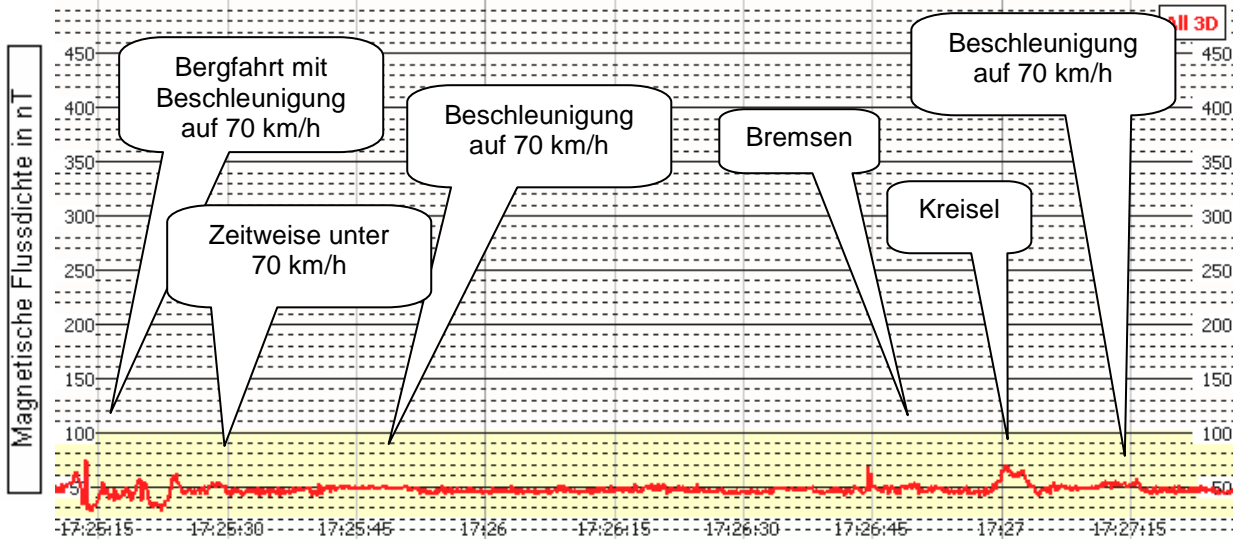 All 3D
Magnetische Flussdichte in nT
450
400
350
300
250
200
150
100
50
Bergfahrt mit
Beschleunigung
auf 70 km/h
Zeitweise unter
70 km/h
Beschleunigung
auf 70 km/h
Bremsen
Kreisel
Beschleunigung
auf 70 km/h
450
400
350
300
250
200
150
100
50
17:25:15 17:25:30 17:25:45 17:26 17:26:15 17:26:30 17:26:45 17:27 17:27:15